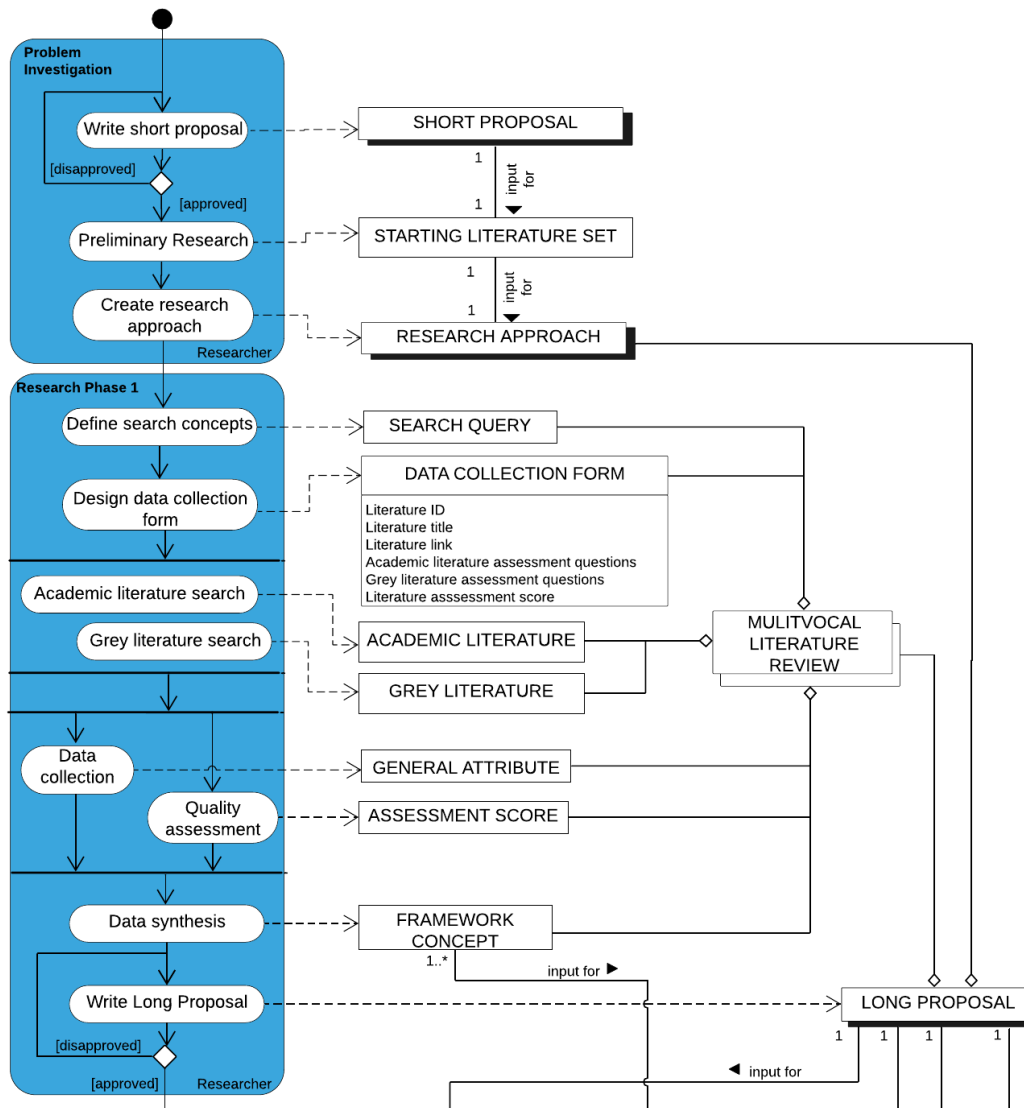 Problem
Investigation
Write short proposal
SHORT PROPOSAL
1
input
for
[disapproved]
1
[approved]
Preliminary Research
STARTING LITERATURE SET
1
input
for
1
Create research
approach
RESEARCH APPROACH
Researcher
Research Phase 1
Define search concepts
SEARCH QUERY
DATA COLLECTION FORM
Design data collection
form
Literature ID
Literature title
Literature link
Academic literature assessment questions
Grey literature assessment questions
Literature asssessment score
Academic literature search
Grey literature search
ACADEMIC LITERATURE
MULITVOCAL
LITERATURE
REVIEW
GREY LITERATURE
Data
collection
GENERAL ATTRIBUTE
Quality
assessment
ASSESSMENT SCORE
Data synthesis
FRAMEWORK
CONCEPT
1..*
input for
Write Long Proposal
LONG PROPOSAL
[disapproved]
1
1
1
1
input for
[approved]
Researcher